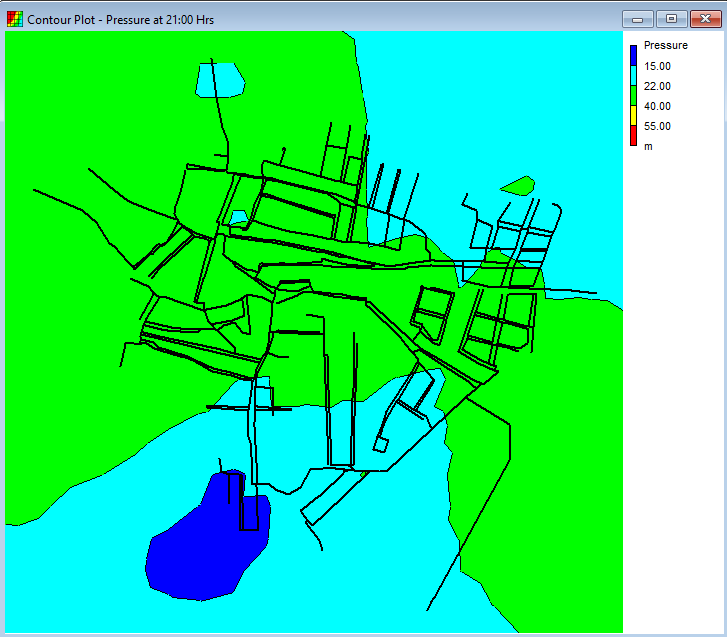 Contour Plot - Pressure at 21:00 Hrs
Pressure
15.00
22.00
40.00
55.00
m